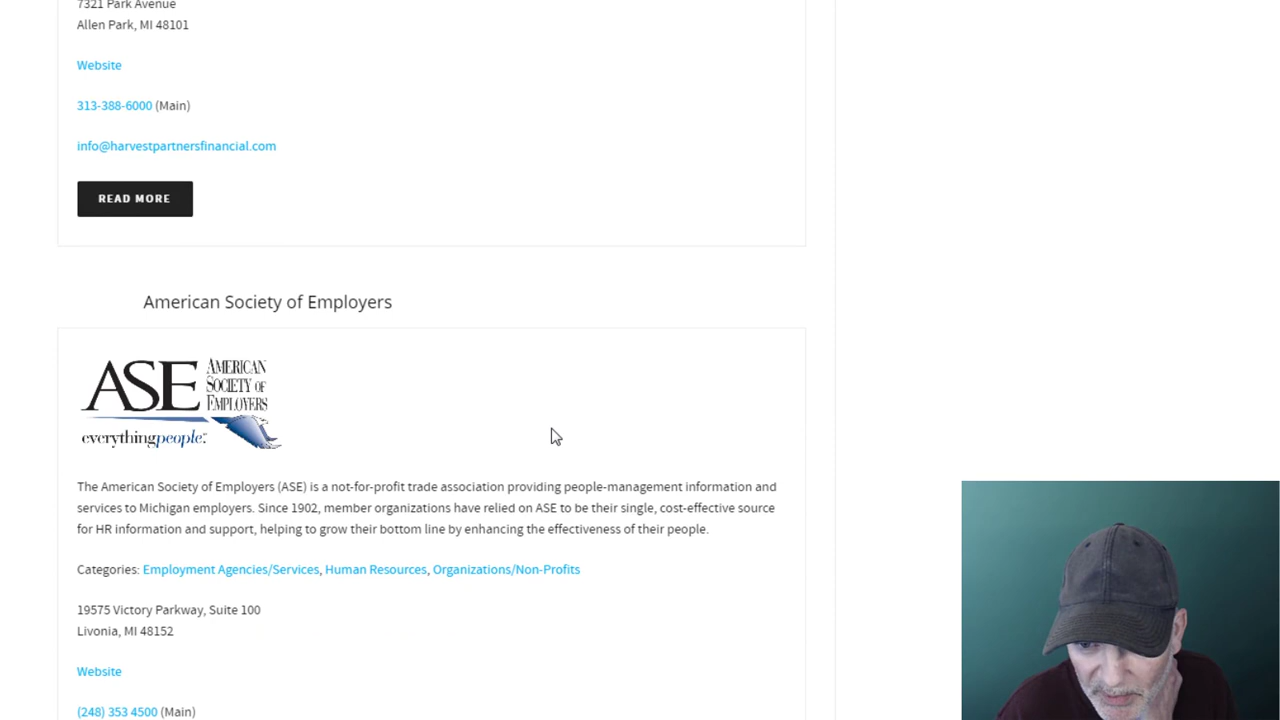 7321 Park Avenue
Allen Park, MI 48101
Website
313-388-6000 (Main)
info@harvestpartnersfinancial.com
READ MORE
American Society of Employers
ASE AMERICAN
SOCIETY OF
EMPLOYERS
everythingpeople.™
The American Society of Employers (ASE) is a not-for-profit trade association providing people-management information and
services to Michigan employers. Since 1902, member organizations have relied on ASE to be their single, cost-effective source
for HR information and support, helping to grow their bottom line by enhancing the effectiveness of their people.
Categories: Employment Agencies/Services, Human Resources, Organizations/Non-Profits
19575 Victory Parkway, Suite 100
Livonia, MI 48152
Website
(248) 353 4500 (Main)